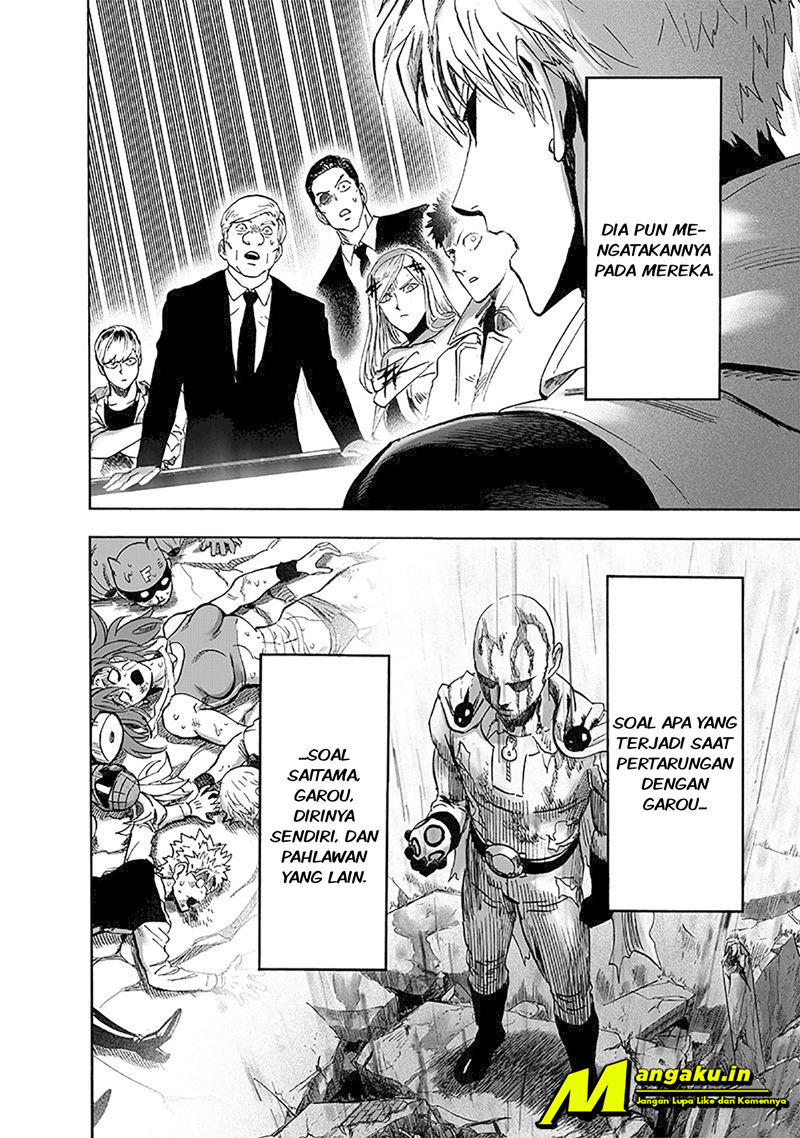 DIA PUN ME-
NGATAKANNYA
PADA MEREKA.
SOAL APA YANG
TERJADI SAAT
PERTARUNGAN
DENGAN
GAROU...
...SOAL
SAITAMA,
GAROU,
DIRINYA
SENDIRI, DAN
PAHLAWAN
YANG LAIN.
F
Mangaku.in
Jangan Lupa Like dan Komennya